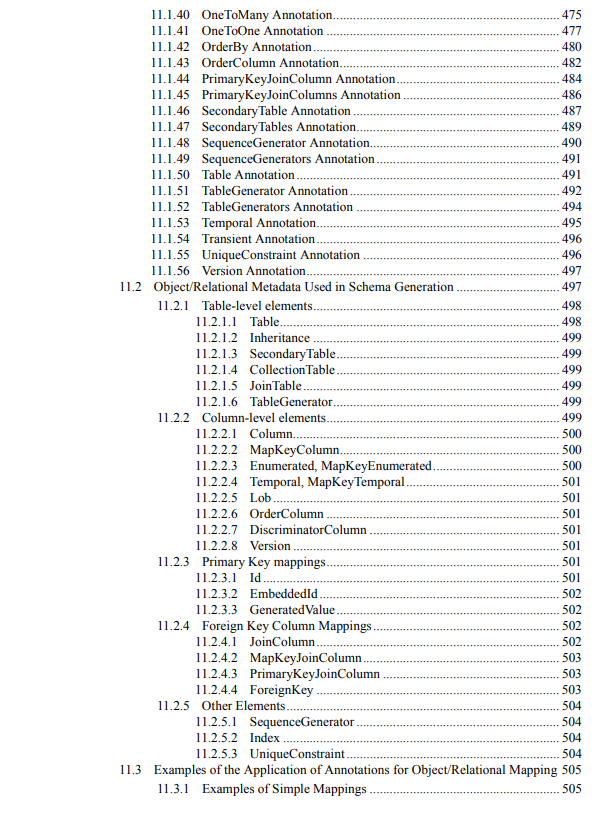 11.1.40 OneToMany Annotation 475
11.1.41 OneToOne Annotation 477
11.1.42 OrderBy Annotation 480
11.1.43 OrderColumn Annotation 482
11.1.44 PrimaryKeyJoinColumn Annotation 484
11.1.45 PrimaryKeyJoinColumns Annotation 486
11.1.46 SecondaryTable Annotation 487
11.1.47 SecondaryTables Annotation 489
11.1.48 SequenceGenerator Annotation 490
11.1.49 SequenceGenerators Annotation 491
11.1.50 Table Annotation 491
11.1.51 TableGenerator Annotation 492
11.1.52 TableGenerators Annotation 494
11.1.53 Temporal Annotation 495
11.1.54 Transient Annotation 496
11.1.55 UniqueConstraint Annotation 496
11.1.56 Version Annotation 497
11.2 Object/Relational Metadata Used in Schema Generation 497
11.2.1 Table-level elements 498
11.2.1.1 Table 498
11.2.1.2 Inheritance 499
11.2.1.3 SecondaryTable 499
11.2.1.4 CollectionTable 499
11.2.1.5 JoinTable 499
11.2.1.6 TableGenerator 499
11.2.2 Column-level elements 499
11.2.2.1 Column 500
11.2.2.2 MapKeyColumn 500
11.2.2.3 Enumerated, MapKeyEnumerated 500
11.2.2.4 Temporal, MapKeyTemporal 501
11.2.2.5 Lob 501
11.2.2.6 OrderColumn 501
11.2.2.7 DiscriminatorColumn 501
11.2.2.8 Version 501
11.2.3 Primary Key mappings 501
11.2.3.1 Id 501
11.2.3.2 EmbeddedId 502
11.2.3.3 GeneratedValue 502
11.2.4 Foreign Key Column Mappings 502
11.2.4.1 JoinColumn 502
11.2.4.2 MapKeyJoinColumn 503
11.2.4.3 PrimaryKeyJoinColumn 503
11.2.4.4 ForeignKey 503
11.2.5 Other Elements 504
11.2.5.1 SequenceGenerator 504
11.2.5.2 Index 504
11.2.5.3 UniqueConstraint 504
11.3 Examples of the Application of Annotations for Object/Relational Mapping 505
11.3.1 Examples of Simple Mappings 505